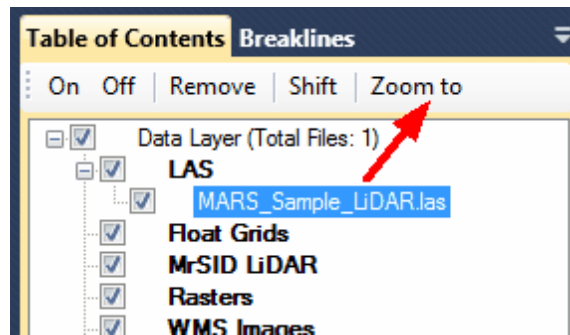 Table of Contents Breaklines
On Off Remove Shift Zoom to
Data Layer (Total Files: 1)
LAS
MARS_Sample_LiDAR.las
Float Grids
MrSID LiDAR
Rasters
WMS Images